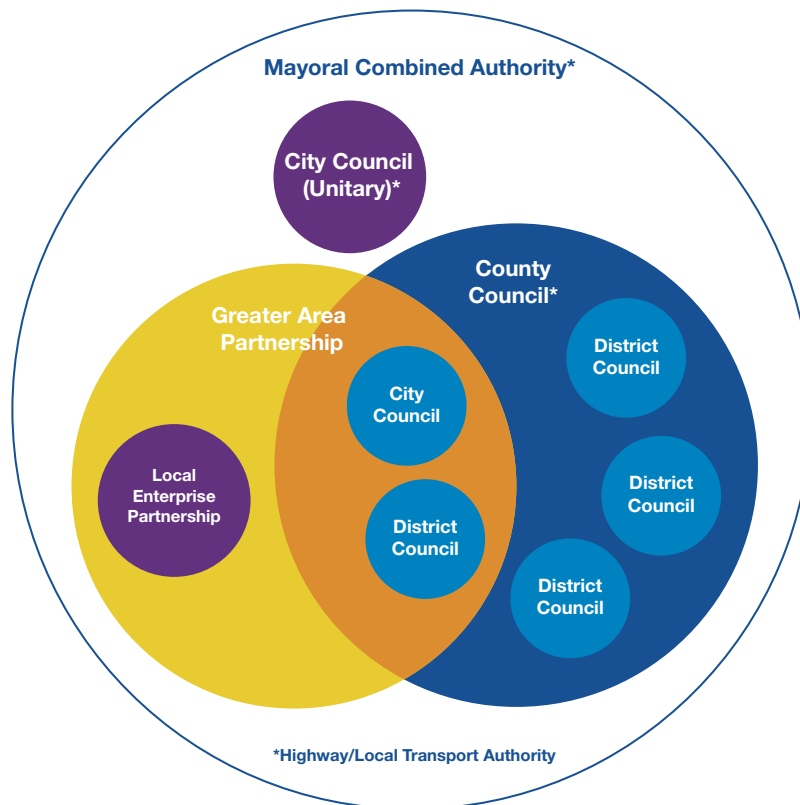 Mayoral Combined Authority*
City Council
(Unitary)*
County
Council*
Greater Area
Partnership
District
Council
City
Council
Local
Enterprise
Partnership
District
Council
District
Council
District
Council
*Highway/Local Transport Authority